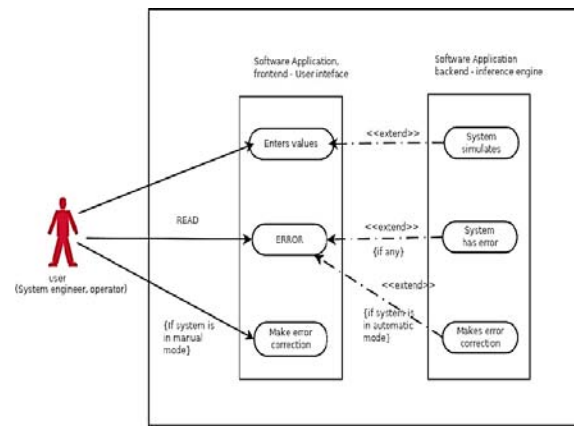 Software Application,
frontend - User inteface
Software Application
backend - inference engine
Enters values
<<extend>>
System
simulates
READ
ERROR
<<extend>>
{if any}
System
has error
user
(System engineer, operator)
<<extend>>
{If system is
in manual
mode}
Make error
correction
{if system is
in automatic
mode}
Makes error
correction